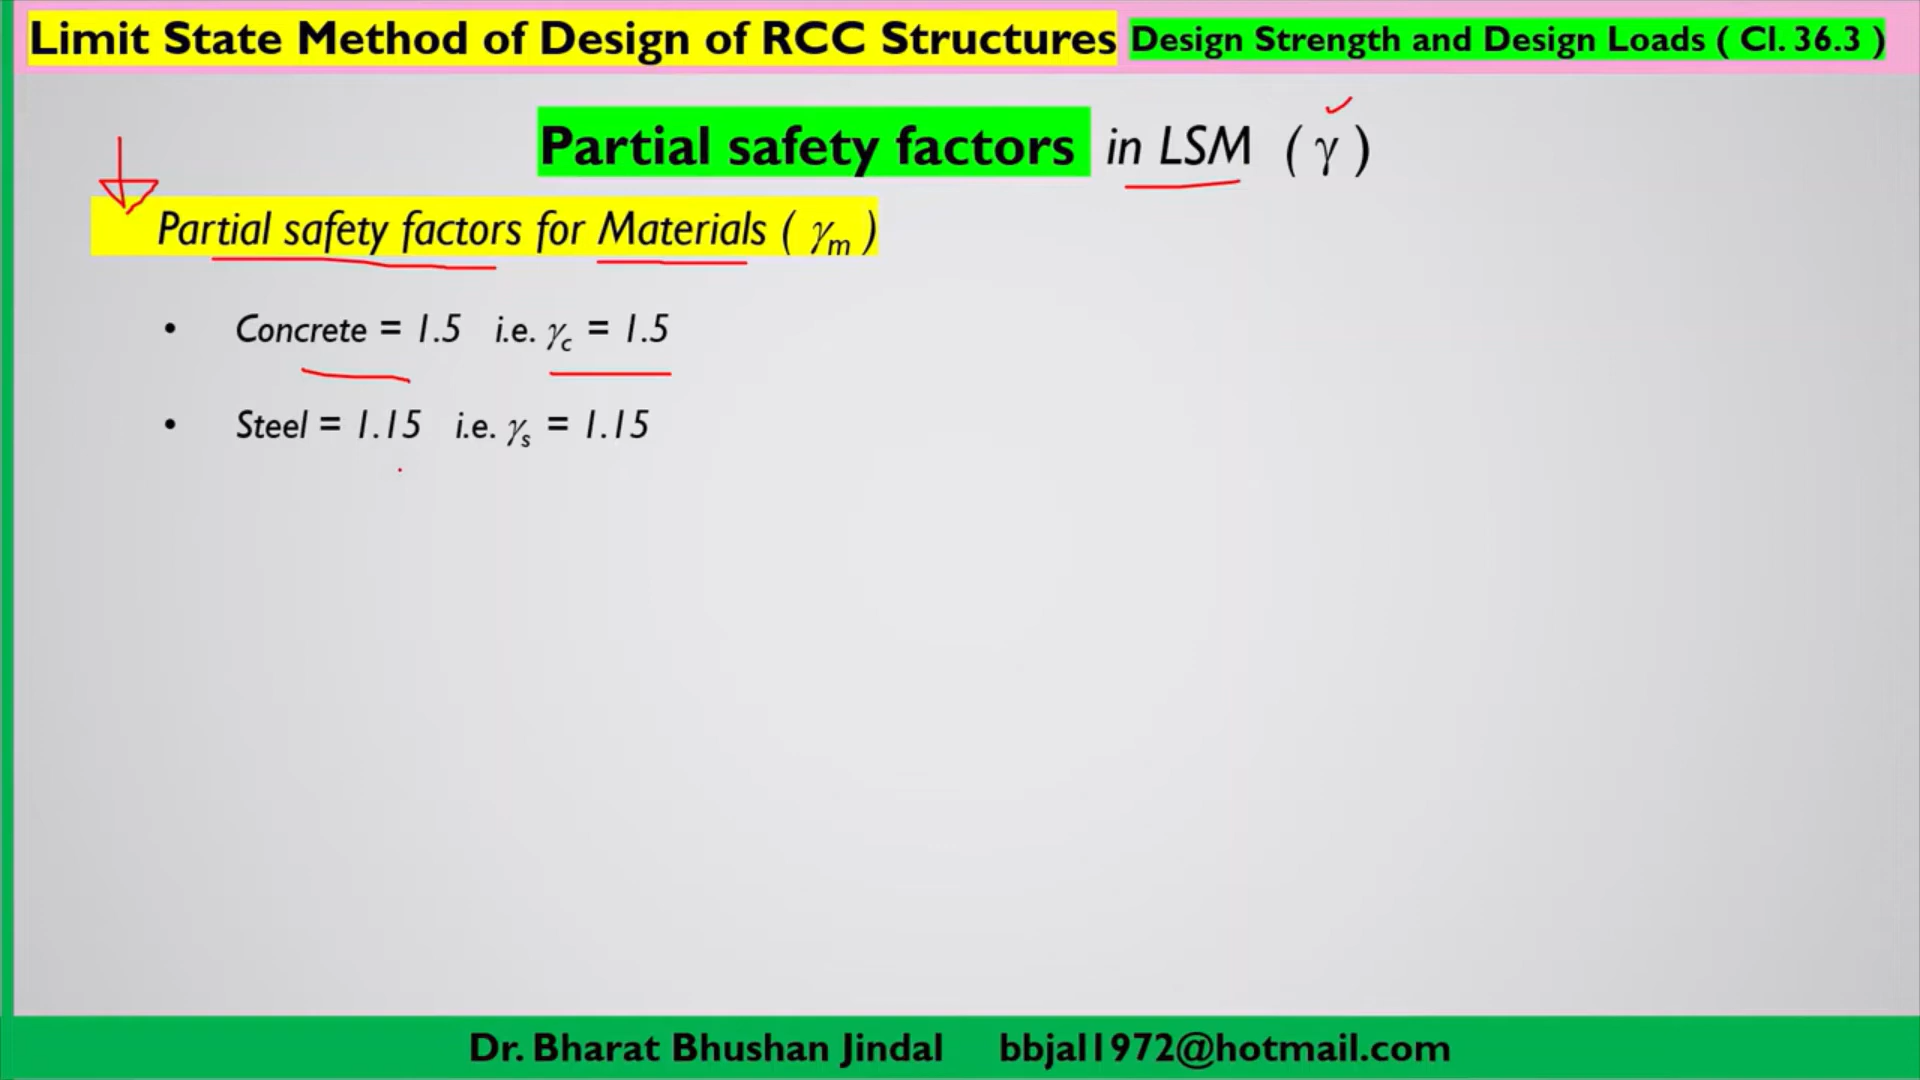 Limit State Method of Design of RCC Structures Design Strength and Design Loads ( Cl. 36.3 )
Partial safety factors in LSM ( γ )
Partial safety factors for Materials ( γm )
• Concrete = 1.5 i.e. γc = 1.5
• Steel = 1.15 i.e. γs = 1.15
Dr. Bharat Bhushan Jindal bbjal1972@hotmail.com